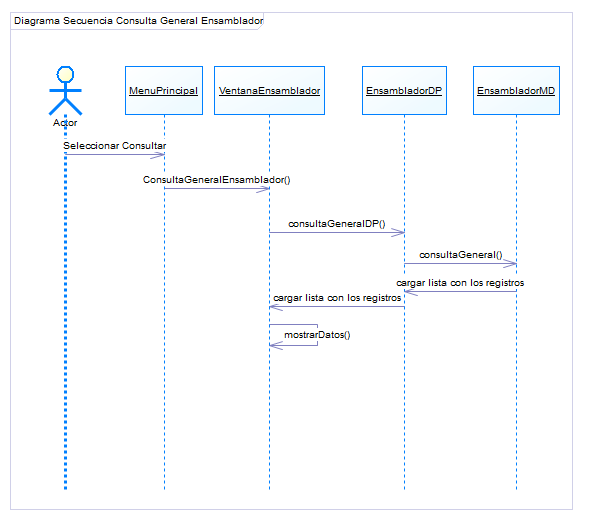 Diagrama Secuencia Consulta General Ensamblador
MenuPrincipal
VentanaEnsamblador
EnsambladorDP
EnsambladorMD
Actor
Seleccionar Consultar
ConsultaGeneralEnsamblador()
consultaGeneralDP()
consultaGeneral()
cargar lista con los registros
cargar lista con los registros
mostrarDatos()